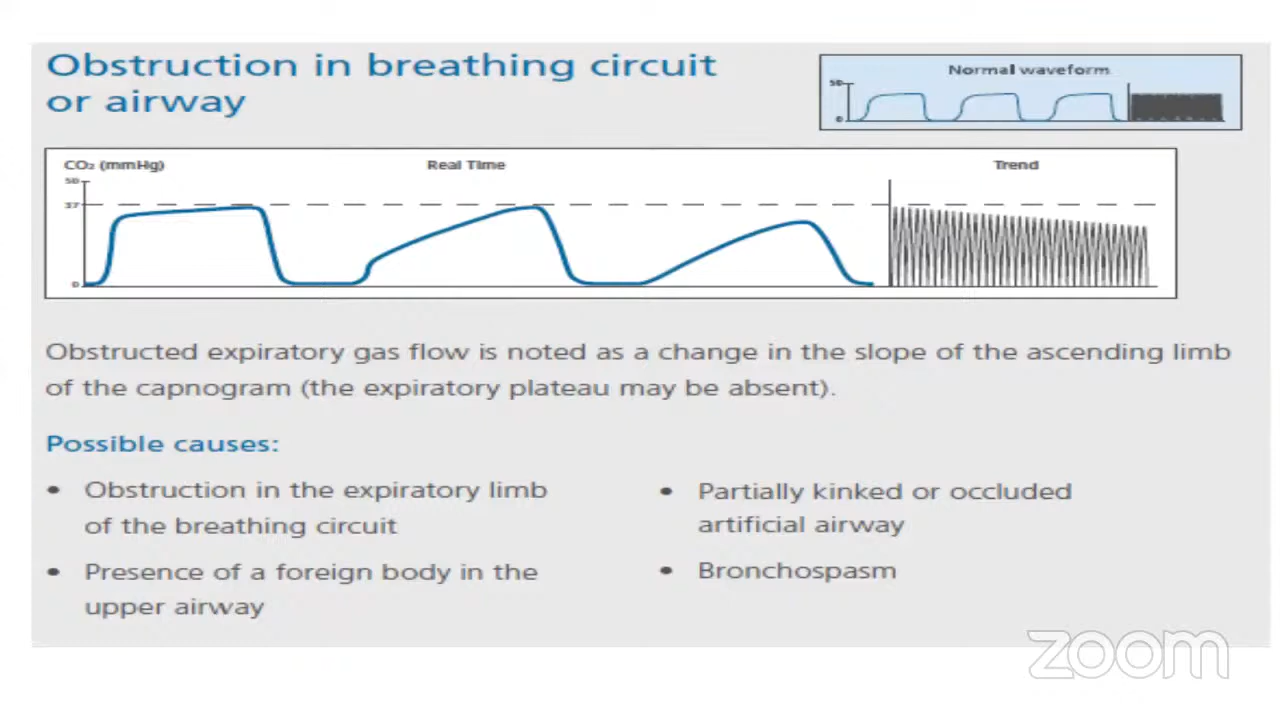 Obstruction in breathing circuit
or airway
Normal waveform
50
0
CO₂ (mmHg)
Real Time
Trend
50
37
0
Obstructed expiratory gas flow is noted as a change in the slope of the ascending limb
of the capnogram (the expiratory plateau may be absent).
Possible causes:
• Obstruction in the expiratory limb
of the breathing circuit
• Presence of a foreign body in the
upper airway
• Partially kinked or occluded
artificial airway
• Bronchospasm
zoom